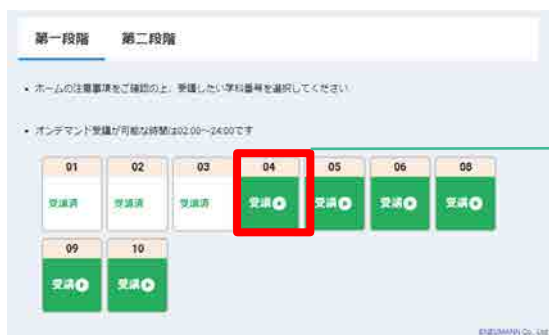 第一段階 第二段階
• ホームの注意事項をご確認の上、受講したい学科番号を選択してください
• オンデマンド受講が可能な時間は02:00～24:00です
01 02 03 04 05 06 08
受講済 受講済 受講済 受講 受講 受講 受講
09 10
受講 受講
ENEUMANN Co., Ltd